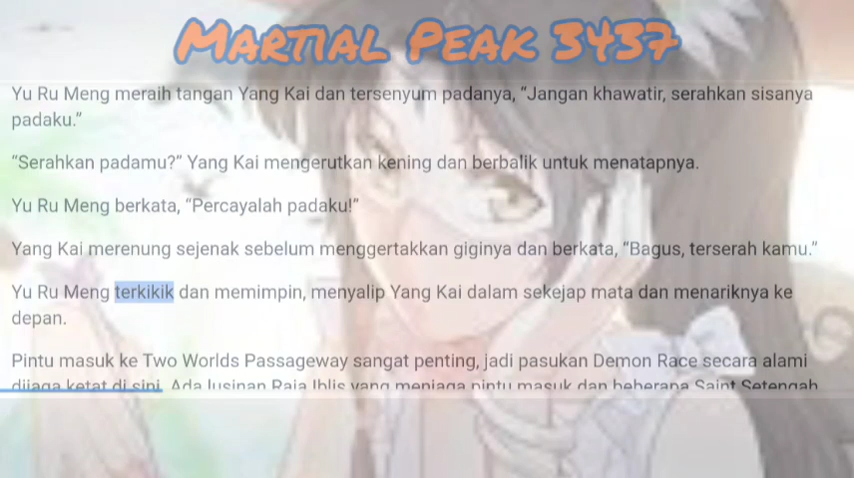 Martial Peak 3437
Yu Ru Meng meraih tangan Yang Kai dan tersenyum padanya, “Jangan khawatir, serahkan sisanya
padaku.”
“Serahkan padamu?” Yang Kai mengerutkan kening dan berbalik untuk menatapnya.
Yu Ru Meng berkata, “Percayalah padaku!”
Yang Kai merenung sejenak sebelum menggertakkan giginya dan berkata, “Bagus, terserah kamu.”
Yu Ru Meng terkikik dan memimpin, menyalip Yang Kai dalam sekejap mata dan menariknya ke
depan.
Pintu masuk ke Two Worlds Passageway sangat penting, jadi pasukan Demon Race secara alami
dijaga ketat di sini. Ada lusinan Raja Iblis yang menjaga pintu masuk dan beberapa Saint Setengah